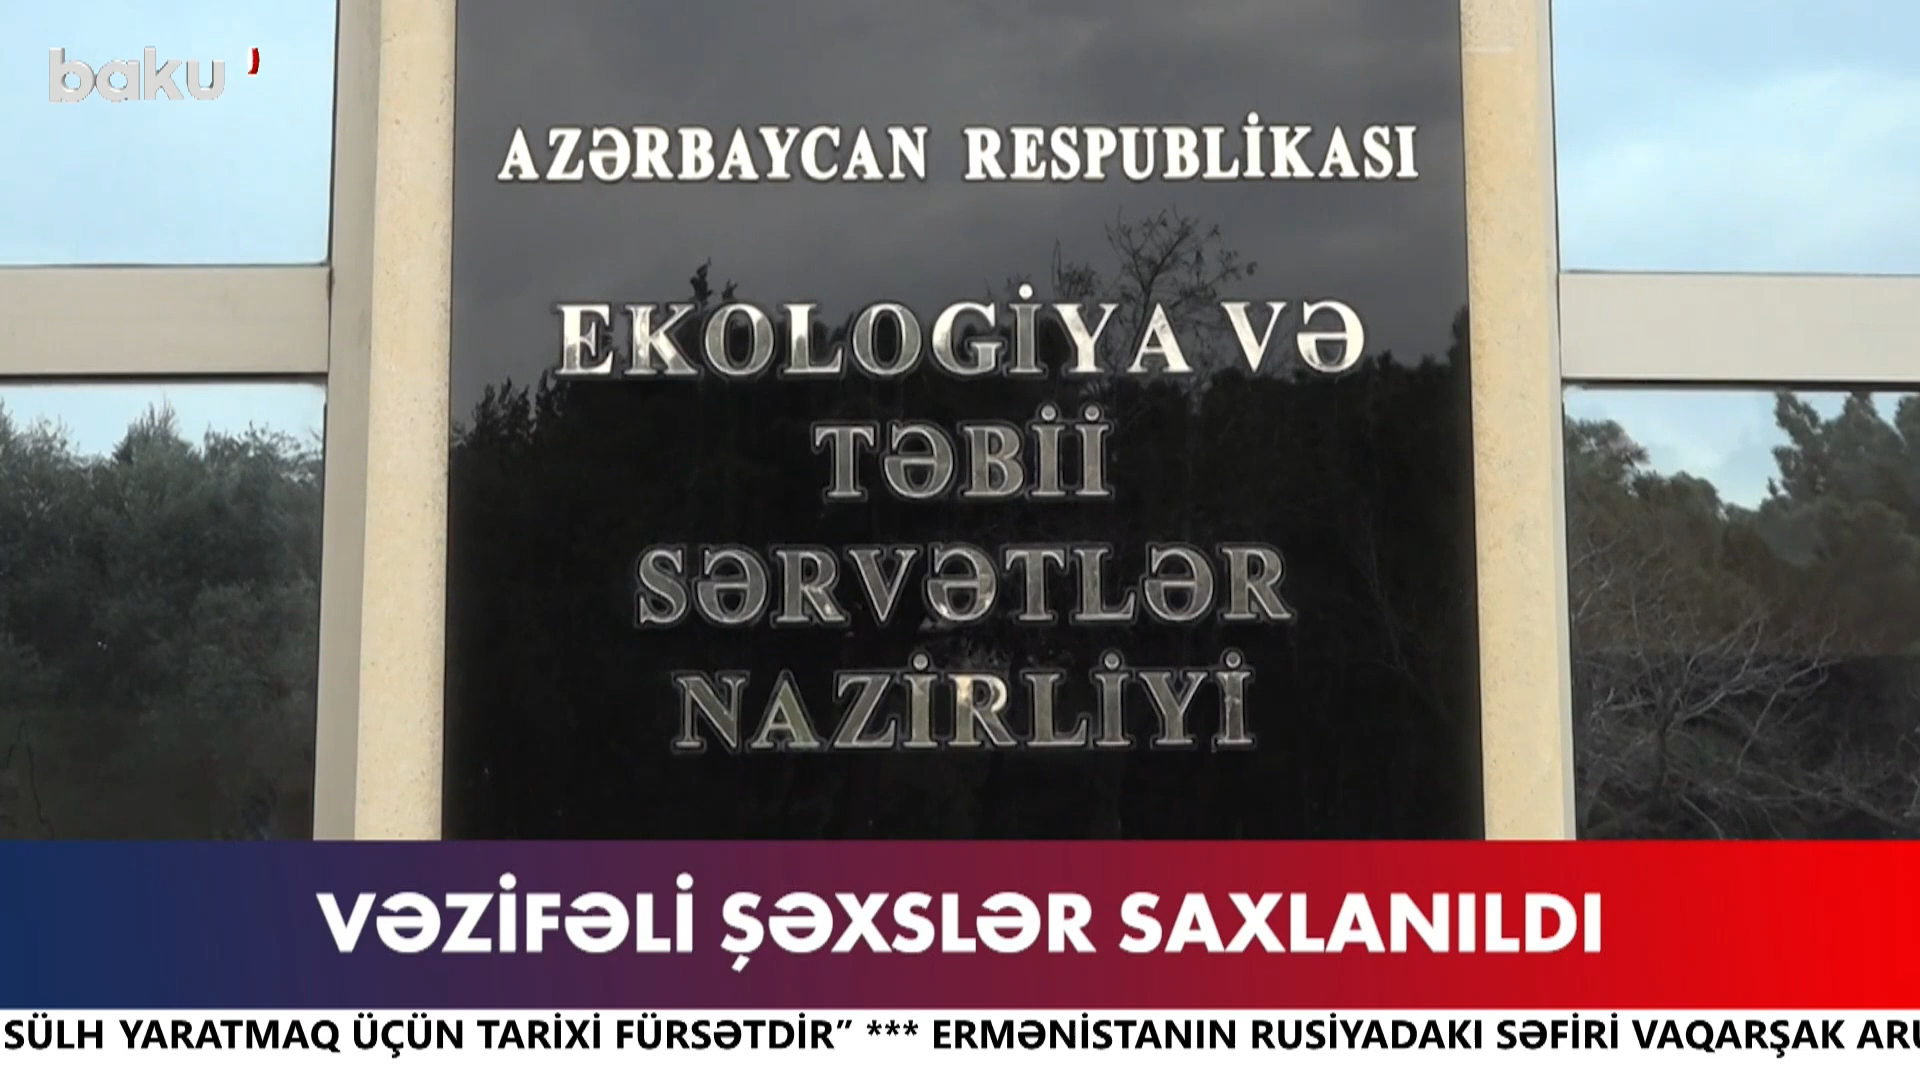 baku
AZƏRBAYCAN RESPUBLİKASI
EKOLOGİYA VƏ
TƏBİİ
SƏRVƏTLƏR
NAZİRLİYİ
VƏZİFƏLİ ŞƏXSLƏR SAXLANILDI
SÜLH YARATMAQ ÜÇÜN TARİXİ FÜRSƏTDİR” *** ERMƏNİSTANIN RUSİYADAKI SƏFİRİ VAQARŞAK